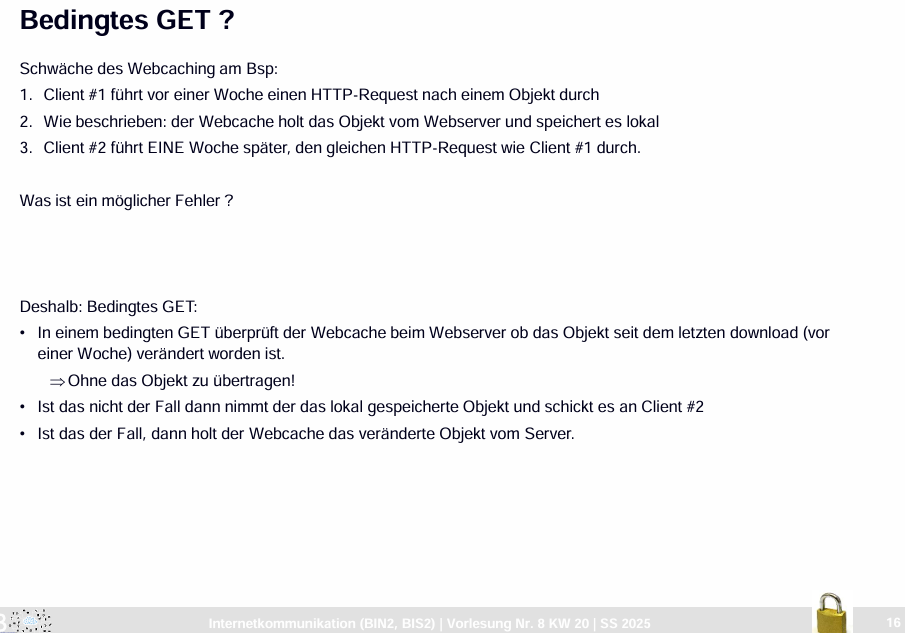 Bedingtes GET ?
Schwäche des Webcaching am Bsp:
1. Client #1 führt vor einer Woche einen HTTP-Request nach einem Objekt durch
2. Wie beschrieben: der Webcache holt das Objekt vom Webserver und speichert es lokal
3. Client #2 führt EINE Woche später, den gleichen HTTP-Request wie Client #1 durch.
Was ist ein möglicher Fehler ?
Deshalb: Bedingtes GET:
• In einem bedingten GET überprüft der Webcache beim Webserver ob das Objekt seit dem letzten download (vor
einer Woche) verändert worden ist.
⇒ Ohne das Objekt zu übertragen!
• Ist das nicht der Fall dann nimmt der das lokal gespeicherte Objekt und schickt es an Client #2
• Ist das der Fall, dann holt der Webcache das veränderte Objekt vom Server.
Internetkommunikation (BIN2, BIS2) | Vorlesung Nr. 8 KW 20 | SS 2025
16